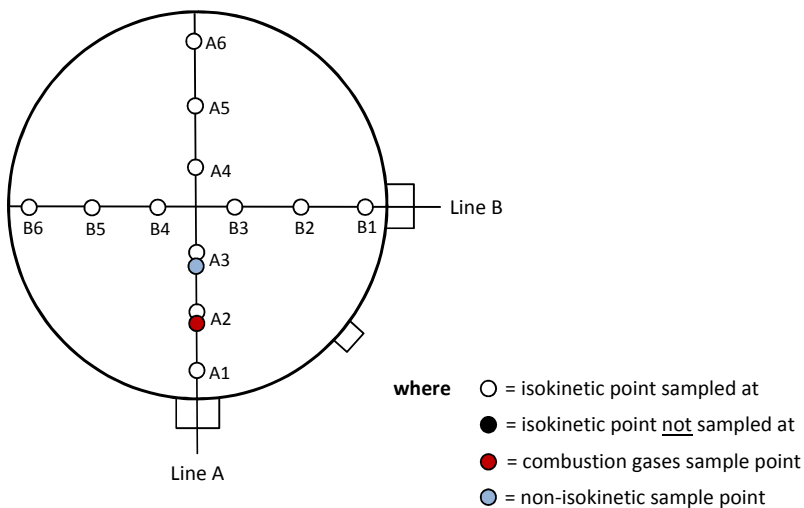 A6
A5
A4
Line B
B6 B5 B4 B3 B2 B1
A3
A2
A1
where = isokinetic point sampled at
= isokinetic point not sampled at
= combustion gases sample point
= non-isokinetic sample point
Line A